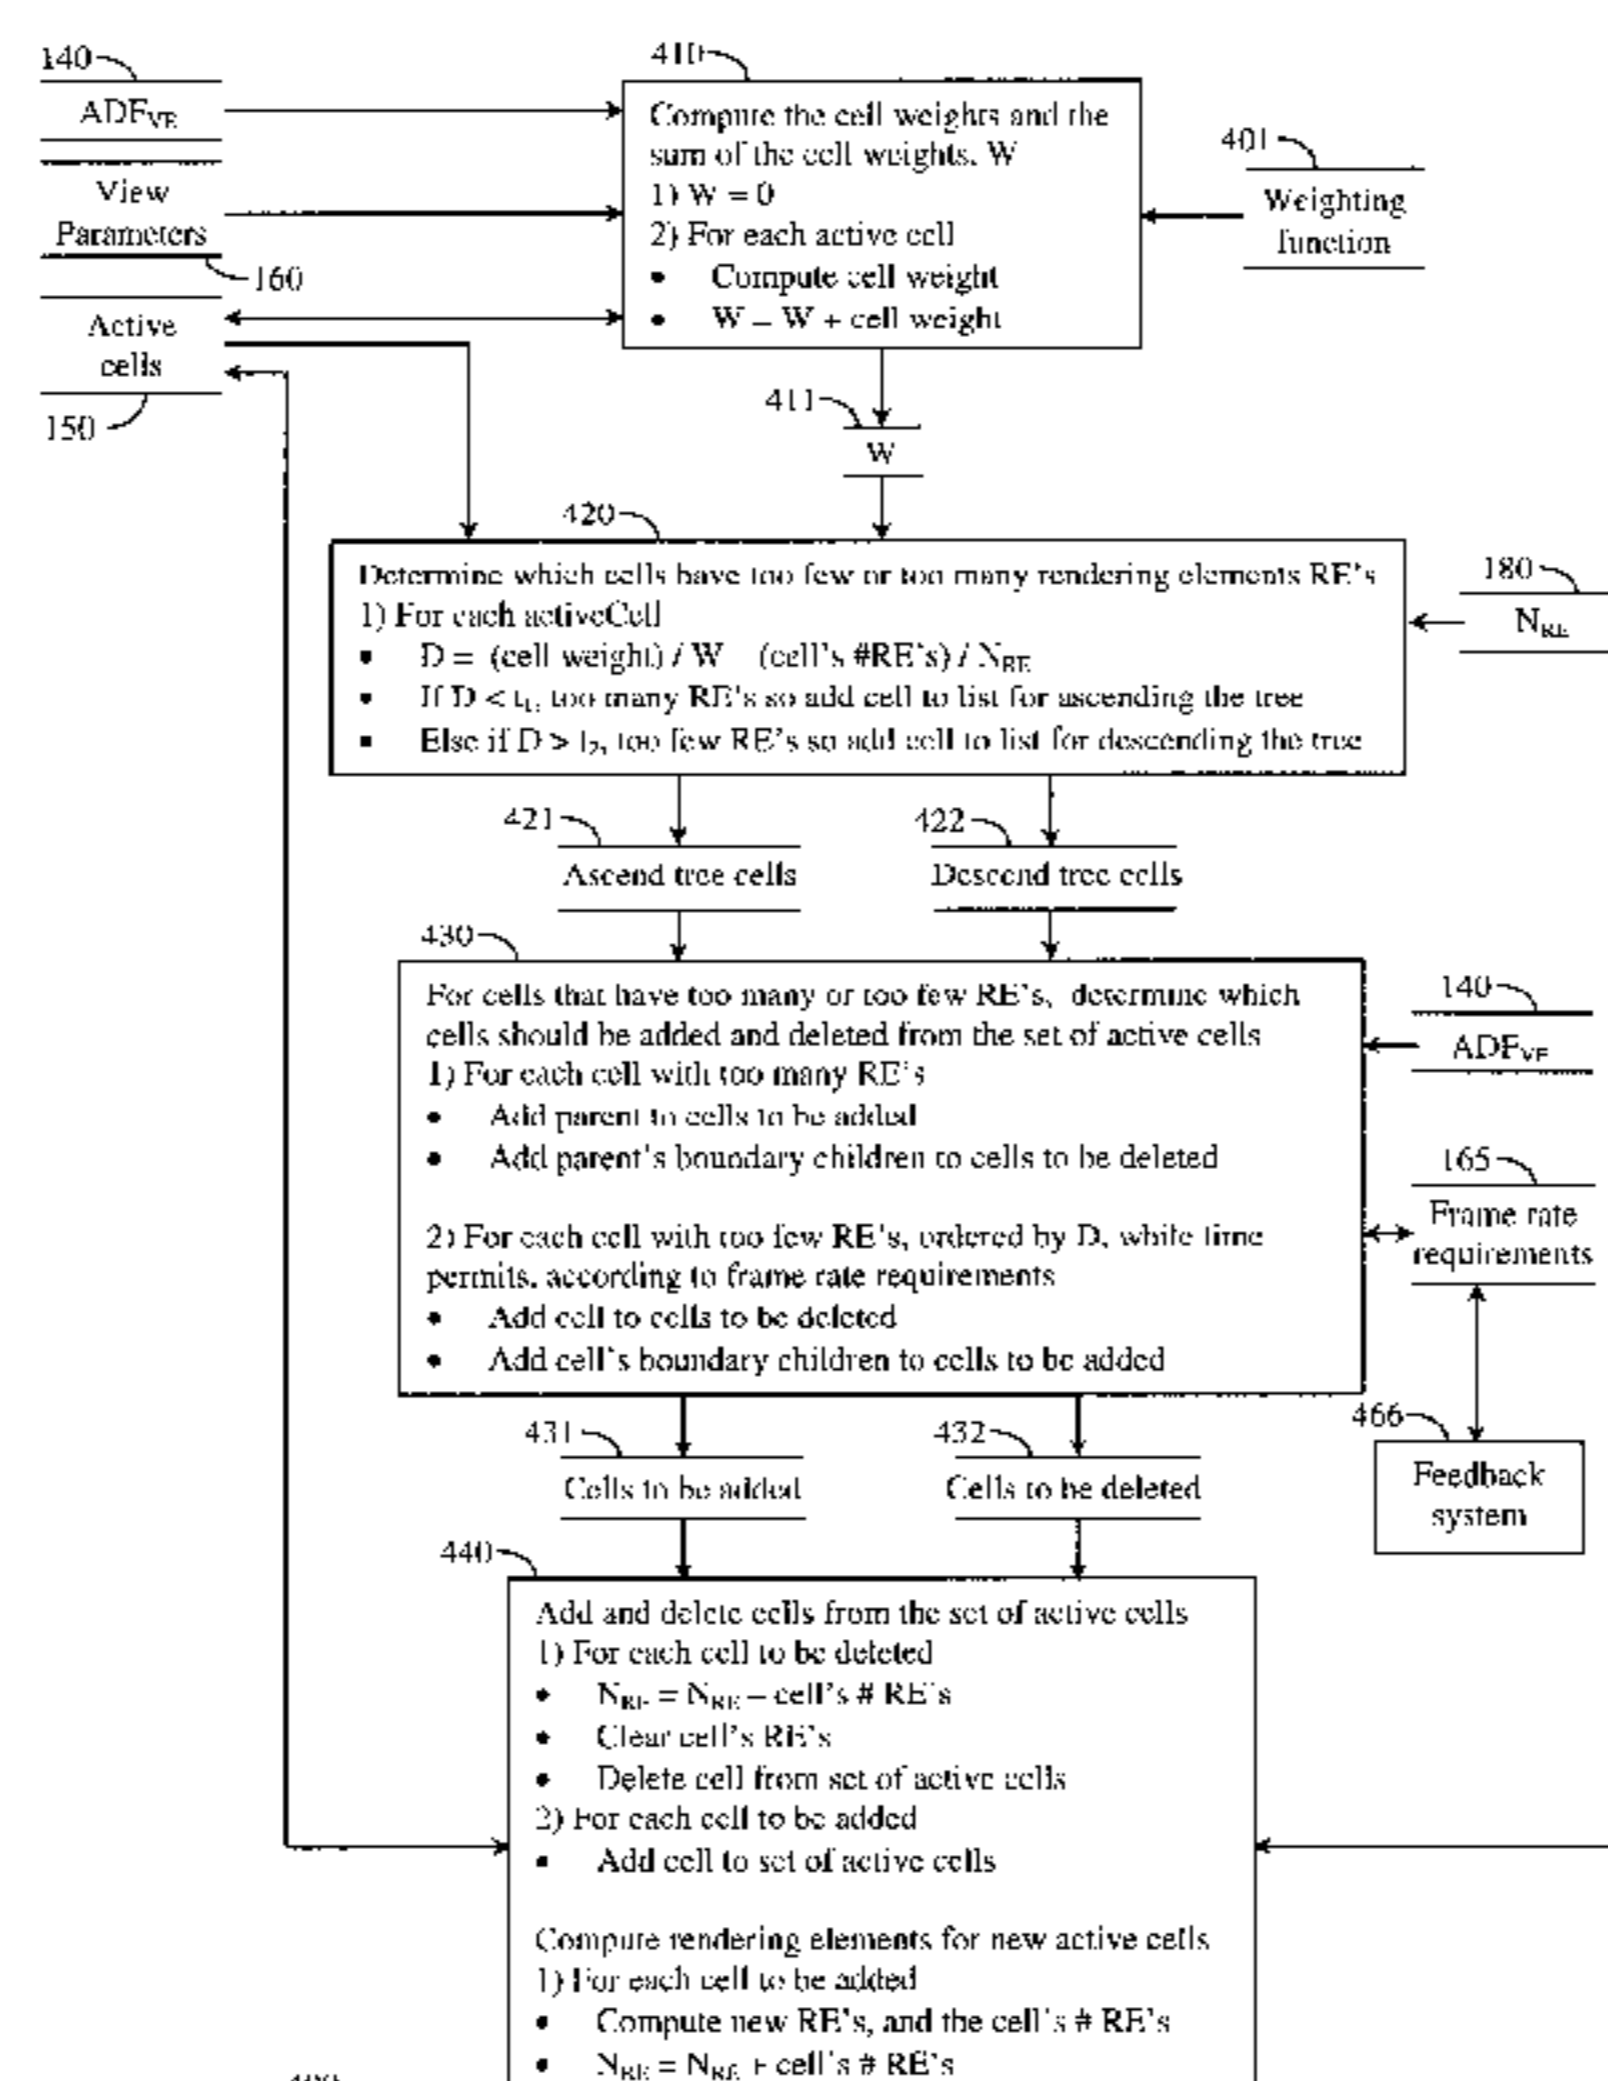 140
ADF_VE
View
Parameters
160
Active
cells
150
410
Compute the cell weights and the
sum of the cell weights, W
1) W = 0
2) For each active cell
• Compute cell weight
• W = W + cell weight
401
Weighting
function
411
W
420
Determine which cells have too few or too many rendering elements RE's
1) For each activeCell
• D = (cell weight) / W   (cell's #RE's) / N_RE
• If D < t_1, too many RE's so add cell to list for ascending the tree
• Else if D > t_2, too few RE's so add cell to list for descending the tree
180
N_RE
421
Ascend tree cells
422
Descend tree cells
430
For cells that have too many or too few RE's, determine which
cells should be added and deleted from the set of active cells
1) For each cell with too many RE's
• Add parent to cells to be added
• Add parent's boundary children to cells to be deleted
2) For each cell with too few RE's, ordered by D, while time
permits, according to frame rate requirements
• Add cell to cells to be deleted
• Add cell's boundary children to cells to be added
140
ADF_VE
165
Frame rate
requirements
466
Feedback
system
431
Cells to be added
432
Cells to be deleted
440
Add and delete cells from the set of active cells
1) For each cell to be deleted
• N_RE = N_RE – cell's # RE's
• Clear cell's RE's
• Delete cell from set of active cells
2) For each cell to be added
• Add cell to set of active cells
Compute rendering elements for new active cells
1) For each cell to be added
• Compute new RE's, and the cell's # RE's
• N_RE = N_RE + cell's # RE's